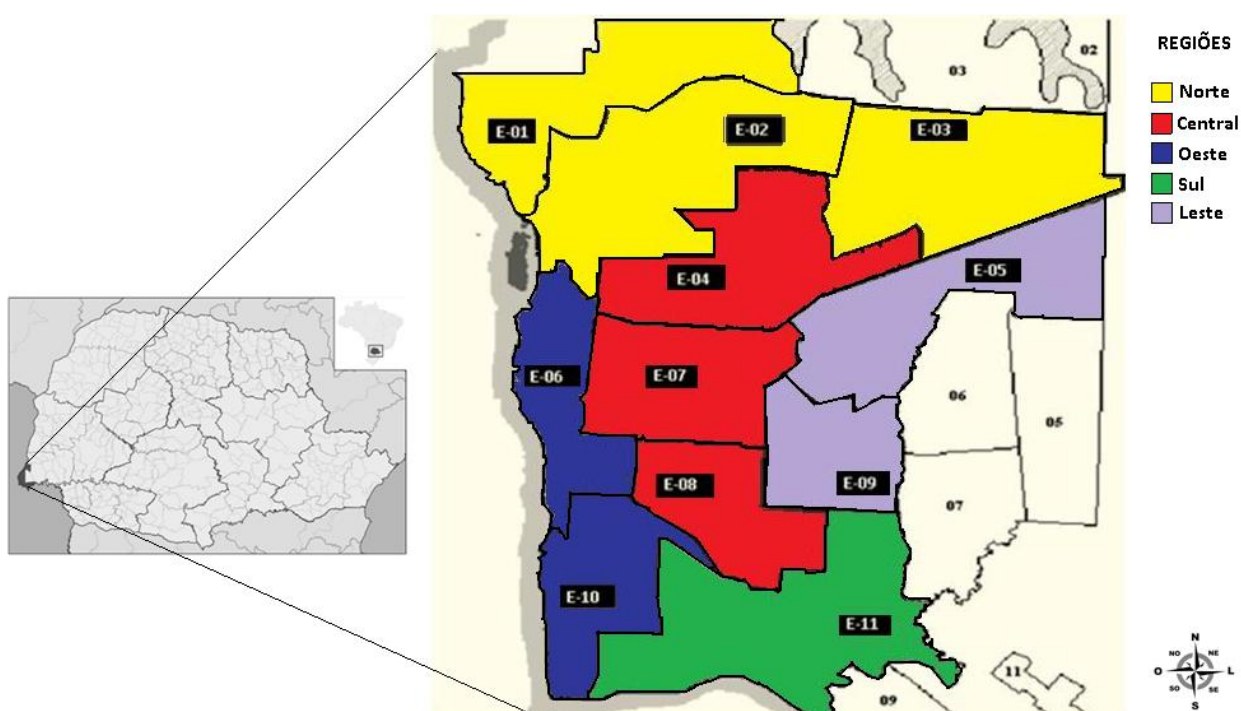 REGIÕES
Norte
Central
Oeste
Sul
Leste
02
03
E-01
E-02
E-03
E-04
E-05
E-06
E-07
06
05
E-08
E-09
07
E-10
E-11
11
09
N
NO
NE
O
L
SO
SE
S